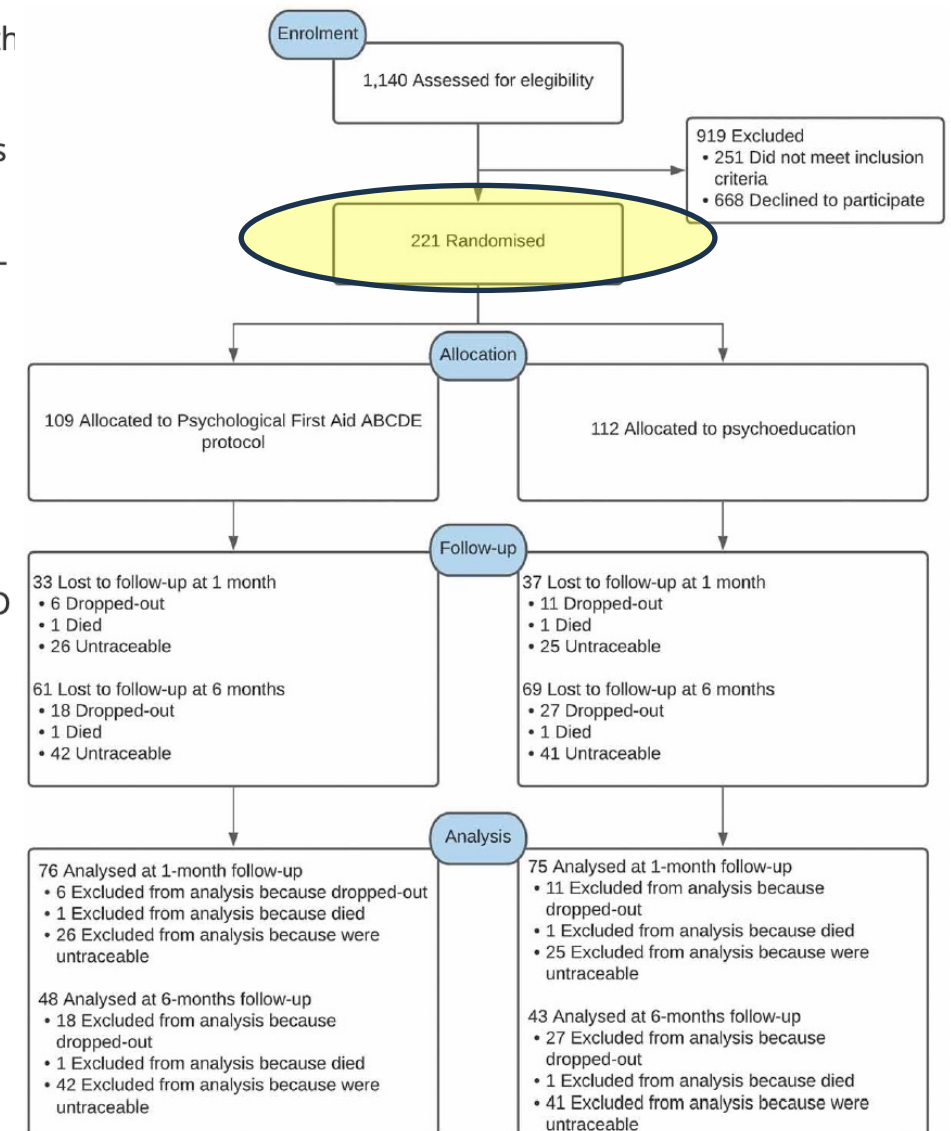 Enrolment
1,140 Assessed for elegibility
919 Excluded
• 251 Did not meet inclusion
criteria
• 668 Declined to participate
221 Randomised
Allocation
109 Allocated to Psychological First Aid ABCDE
protocol
112 Allocated to psychoeducation
Follow-up
33 Lost to follow-up at 1 month
• 6 Dropped-out
• 1 Died
• 26 Untraceable
61 Lost to follow-up at 6 months
• 18 Dropped-out
• 1 Died
• 42 Untraceable
37 Lost to follow-up at 1 month
• 11 Dropped-out
• 1 Died
• 25 Untraceable
69 Lost to follow-up at 6 months
• 27 Dropped-out
• 1 Died
• 41 Untraceable
Analysis
76 Analysed at 1-month follow-up
• 6 Excluded from analysis because dropped-out
• 1 Excluded from analysis because died
• 26 Excluded from analysis because were
untraceable
48 Analysed at 6-months follow-up
• 18 Excluded from analysis because
dropped-out
• 1 Excluded from analysis because died
• 42 Excluded from analysis because were
untraceable
75 Analysed at 1-month follow-up
• 11 Excluded from analysis because
dropped-out
• 1 Excluded from analysis because died
• 25 Excluded from analysis because were
untraceable
43 Analysed at 6-months follow-up
• 27 Excluded from analysis because
dropped-out
• 1 Excluded from analysis because died
• 41 Excluded from analysis because were
untraceable